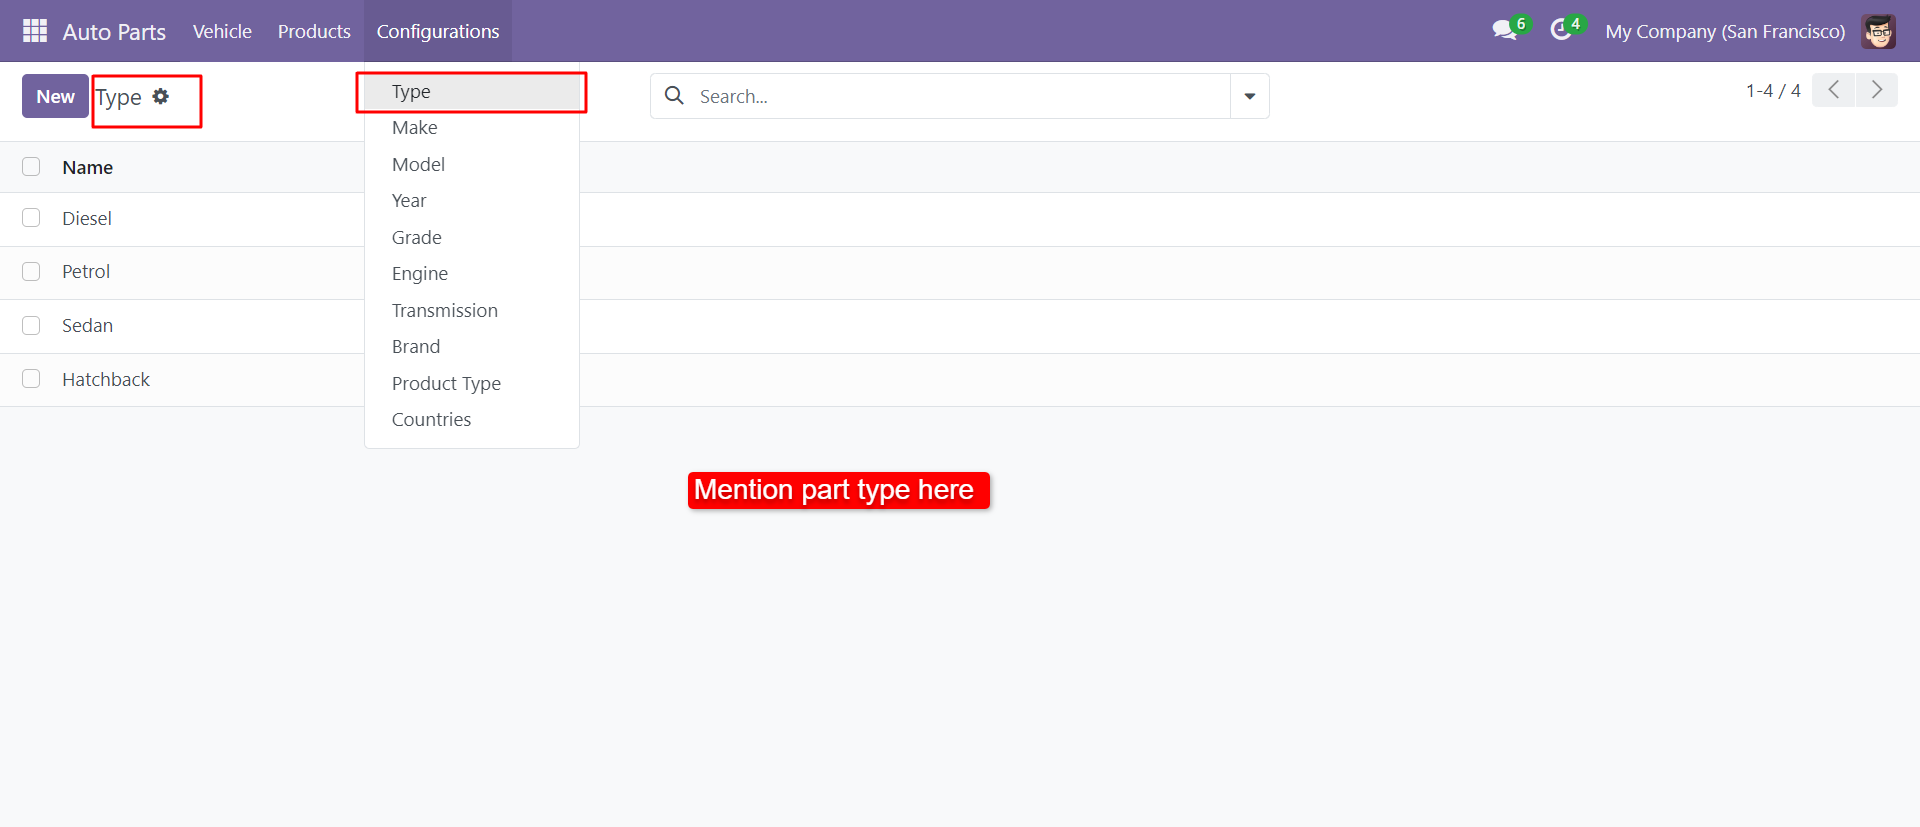 Auto Parts Vehicle Products Configurations 6 4 My Company (San Francisco)
New Type Search... 1-4 / 4
Type
Make
Model
Year
Grade
Engine
Transmission
Brand
Product Type
Countries
Name
Diesel
Petrol
Sedan
Hatchback
Mention part type here